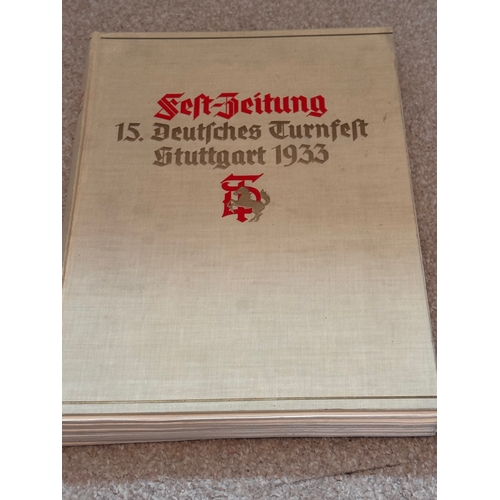 Fest-Zeitung
15. Deutsches Turnfest
Stuttgart 1933